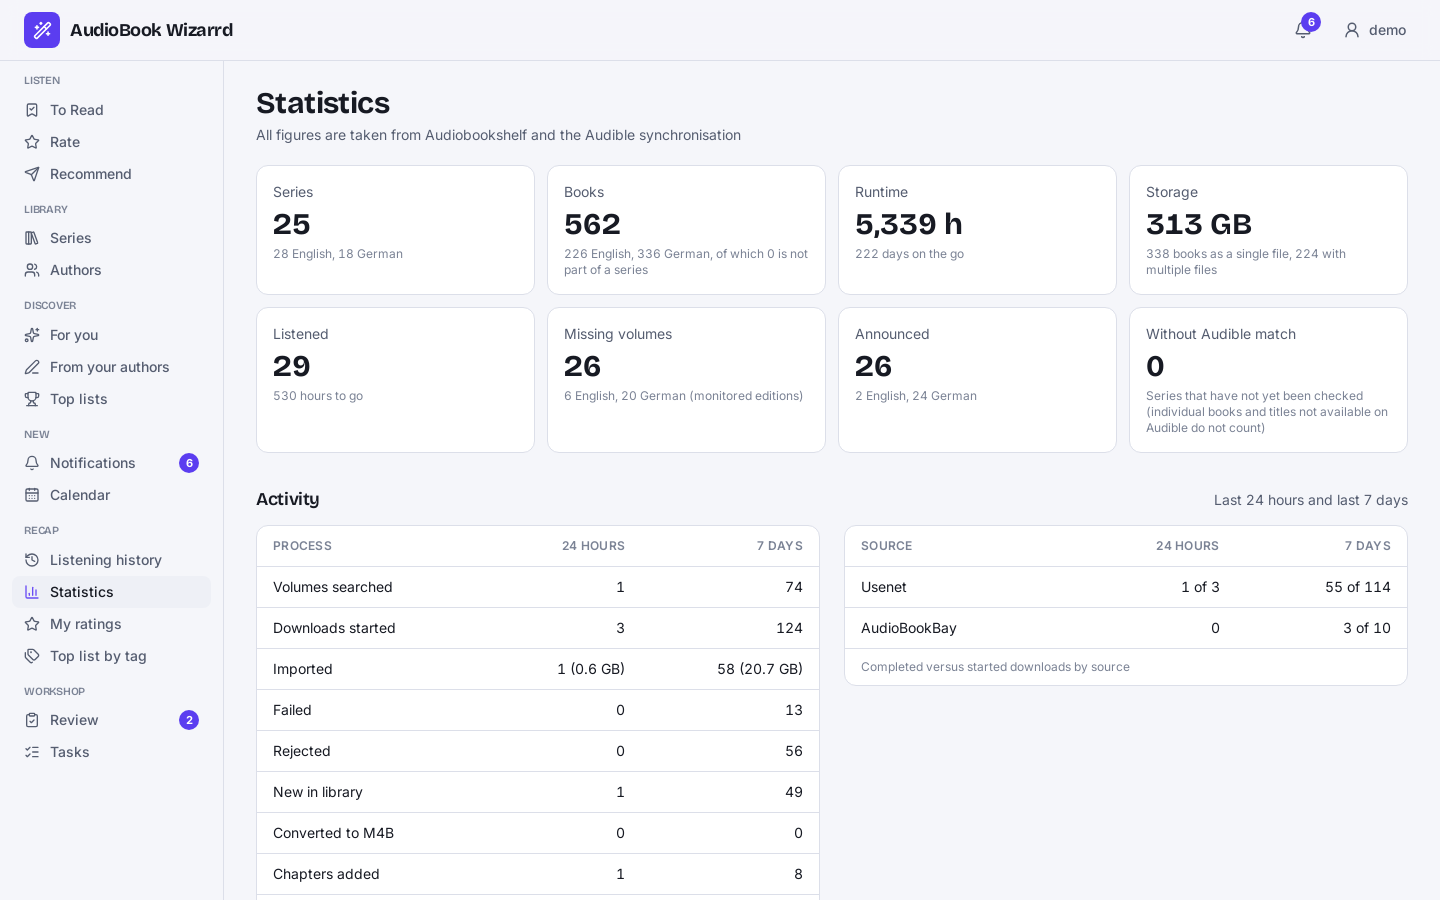 AudioBook Wizarrd
6
demo
LISTEN
To Read
Rate
Recommend
LIBRARY
Series
Authors
DISCOVER
For you
From your authors
Top lists
NEW
Notifications 6
Calendar
RECAP
Listening history
Statistics
My ratings
Top list by tag
WORKSHOP
Review 2
Tasks
Statistics
All figures are taken from Audiobookshelf and the Audible synchronisation
Series
25
28 English, 18 German
Books
562
226 English, 336 German, of which 0 is not
part of a series
Runtime
5,339 h
222 days on the go
Storage
313 GB
338 books as a single file, 224 with
multiple files
Listened
29
530 hours to go
Missing volumes
26
6 English, 20 German (monitored editions)
Announced
26
2 English, 24 German
Without Audible match
0
Series that have not yet been checked
(individual books and titles not available on
Audible do not count)
Activity
Last 24 hours and last 7 days
PROCESS 24 HOURS 7 DAYS
Volumes searched 1 74
Downloads started 3 124
Imported 1 (0.6 GB) 58 (20.7 GB)
Failed 0 13
Rejected 0 56
New in library 1 49
Converted to M4B 0 0
Chapters added 1 8
SOURCE 24 HOURS 7 DAYS
Usenet 1 of 3 55 of 114
AudioBookBay 0 3 of 10
Completed versus started downloads by source